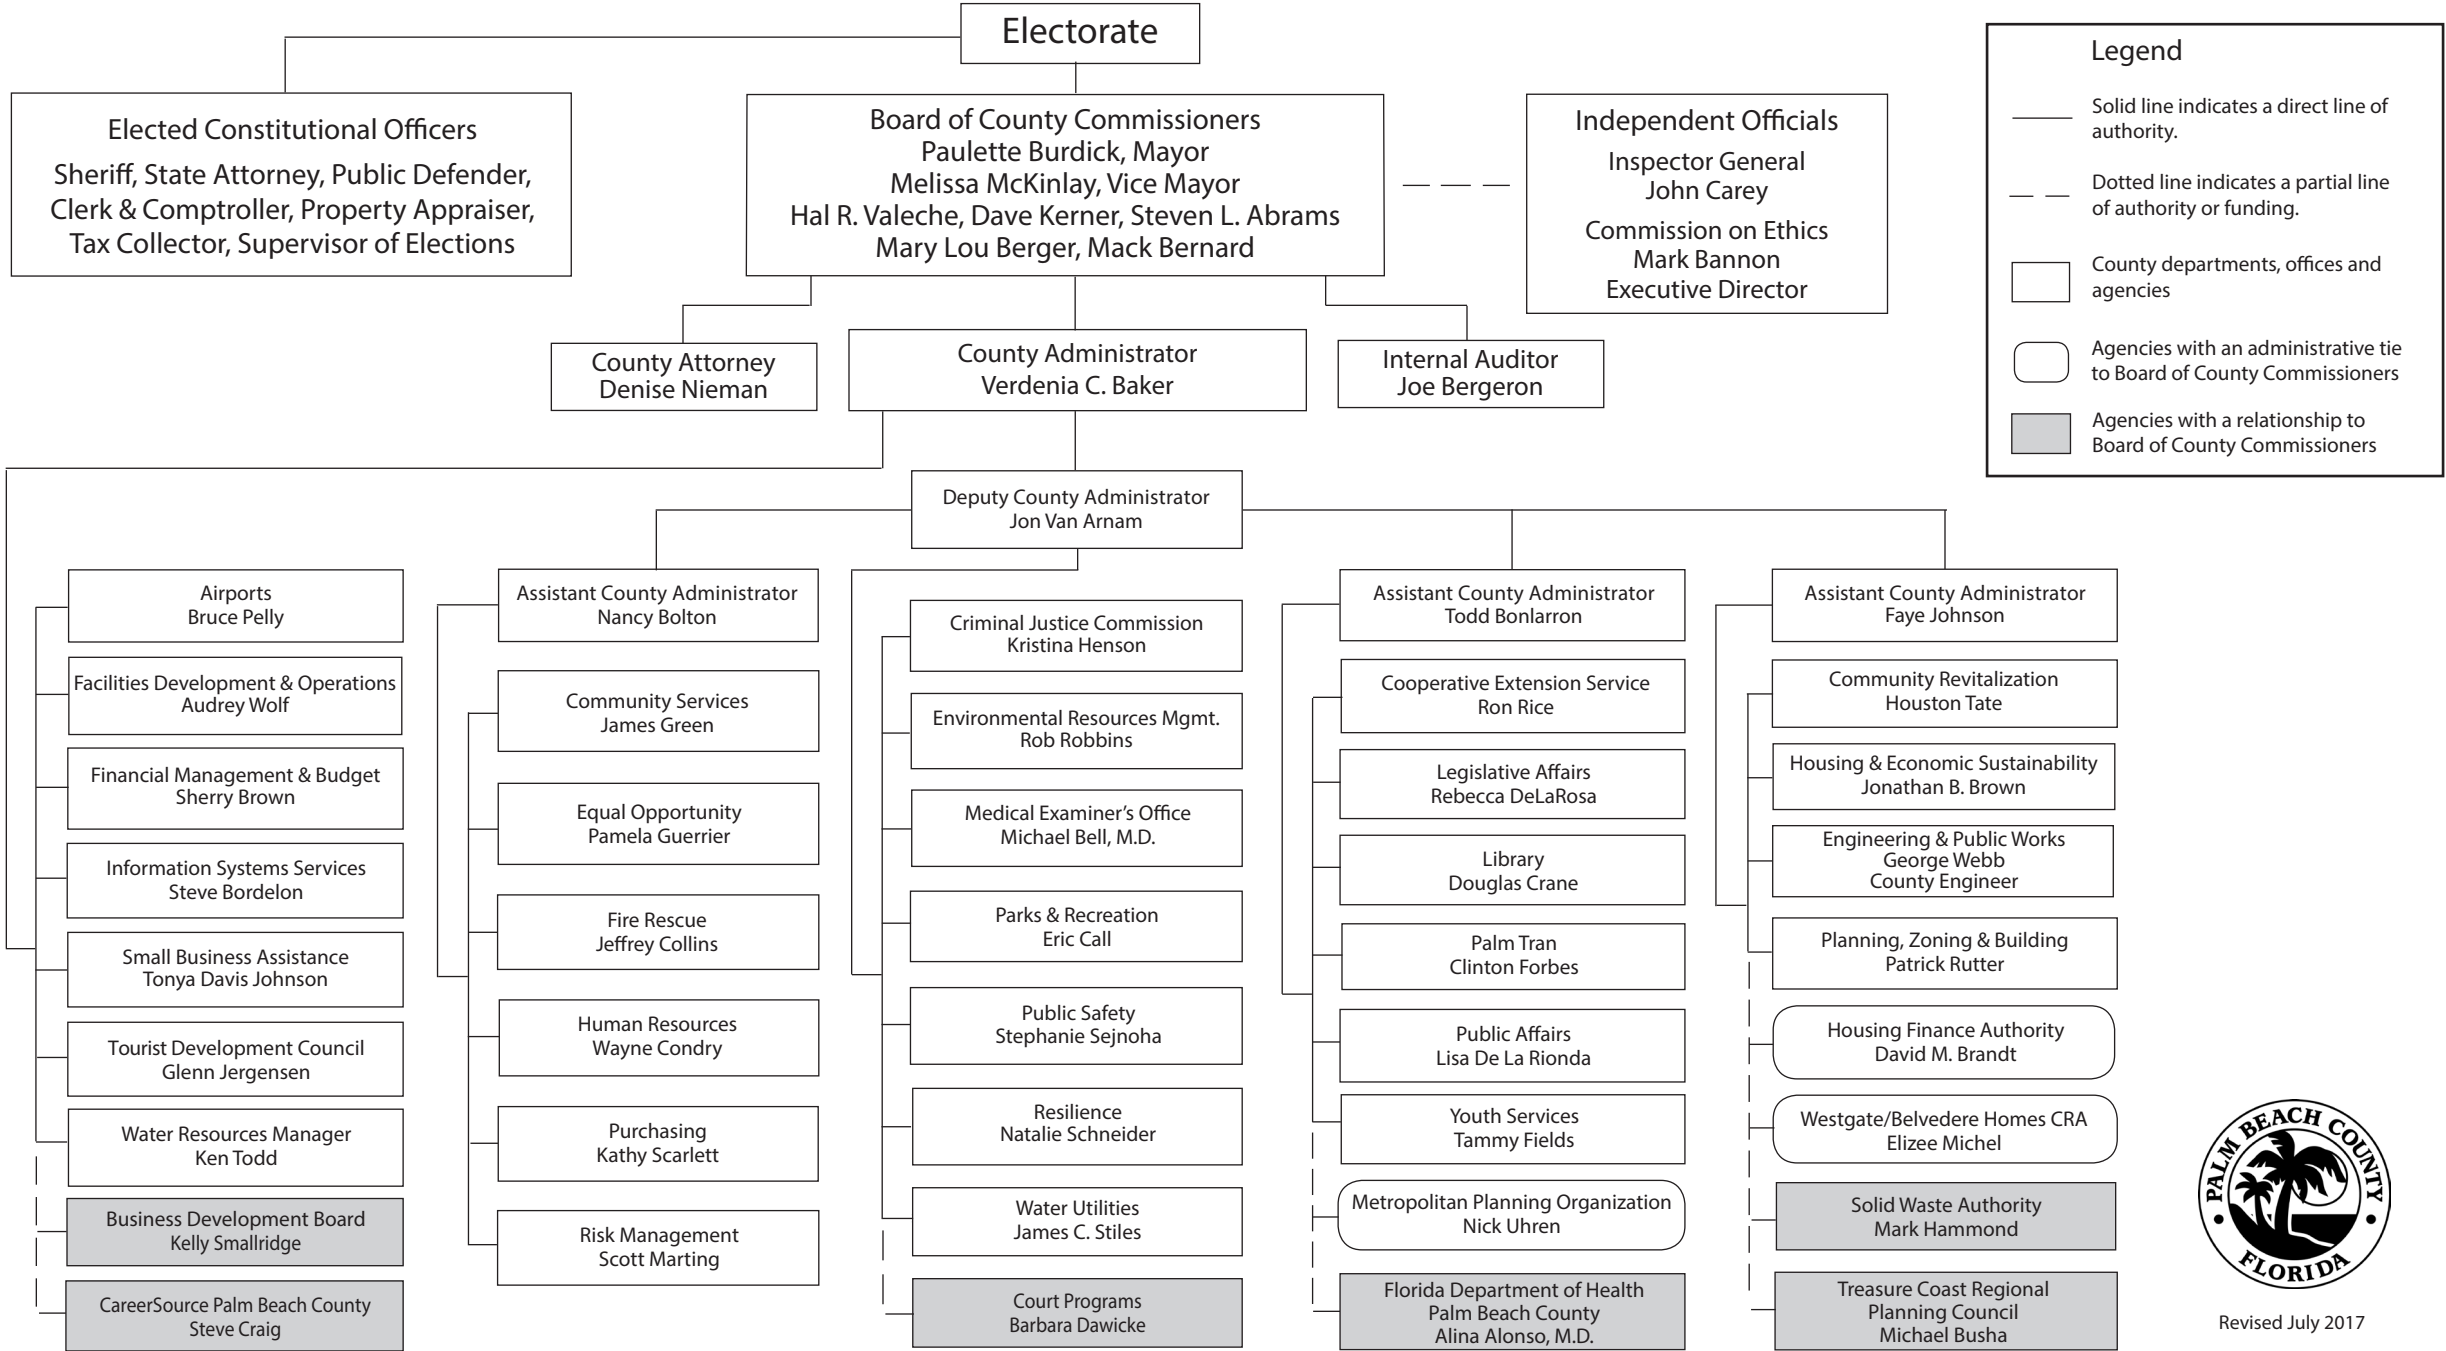 Electorate
Elected Constitutional Officers
Sheriff, State Attorney, Public Defender,
Clerk & Comptroller, Property Appraiser,
Tax Collector, Supervisor of Elections
Board of County Commissioners
Paulette Burdick, Mayor
Melissa McKinlay, Vice Mayor
Hal R. Valeche, Dave Kerner, Steven L. Abrams
Mary Lou Berger, Mack Bernard
Independent Officials
Inspector General
John Carey
Commission on Ethics
Mark Bannon
Executive Director
Legend
Solid line indicates a direct line of
authority.
Dotted line indicates a partial line
of authority or funding.
County departments, offices and
agencies
Agencies with an administrative tie
to Board of County Commissioners
Agencies with a relationship to
Board of County Commissioners
County Attorney
Denise Nieman
County Administrator
Verdenia C. Baker
Internal Auditor
Joe Bergeron
Deputy County Administrator
Jon Van Arnam
Airports
Bruce Pelly
Facilities Development & Operations
Audrey Wolf
Financial Management & Budget
Sherry Brown
Information Systems Services
Steve Bordelon
Small Business Assistance
Tonya Davis Johnson
Tourist Development Council
Glenn Jergensen
Water Resources Manager
Ken Todd
Business Development Board
Kelly Smallridge
CareerSource Palm Beach County
Steve Craig
Assistant County Administrator
Nancy Bolton
Community Services
James Green
Equal Opportunity
Pamela Guerrier
Fire Rescue
Jeffrey Collins
Human Resources
Wayne Condry
Purchasing
Kathy Scarlett
Risk Management
Scott Marting
Criminal Justice Commission
Kristina Henson
Environmental Resources Mgmt.
Rob Robbins
Medical Examiner's Office
Michael Bell, M.D.
Parks & Recreation
Eric Call
Public Safety
Stephanie Sejnoha
Resilience
Natalie Schneider
Water Utilities
James C. Stiles
Court Programs
Barbara Dawicke
Assistant County Administrator
Todd Bonlarron
Cooperative Extension Service
Ron Rice
Legislative Affairs
Rebecca DeLaRosa
Library
Douglas Crane
Palm Tran
Clinton Forbes
Public Affairs
Lisa De La Rionda
Youth Services
Tammy Fields
Metropolitan Planning Organization
Nick Uhren
Florida Department of Health
Palm Beach County
Alina Alonso, M.D.
Assistant County Administrator
Faye Johnson
Community Revitalization
Houston Tate
Housing & Economic Sustainability
Jonathan B. Brown
Engineering & Public Works
George Webb
County Engineer
Planning, Zoning & Building
Patrick Rutter
Housing Finance Authority
David M. Brandt
Westgate/Belvedere Homes CRA
Elizee Michel
Solid Waste Authority
Mark Hammond
Treasure Coast Regional
Planning Council
Michael Busha
PALM BEACH COUNTY
FLORIDA
Revised July 2017